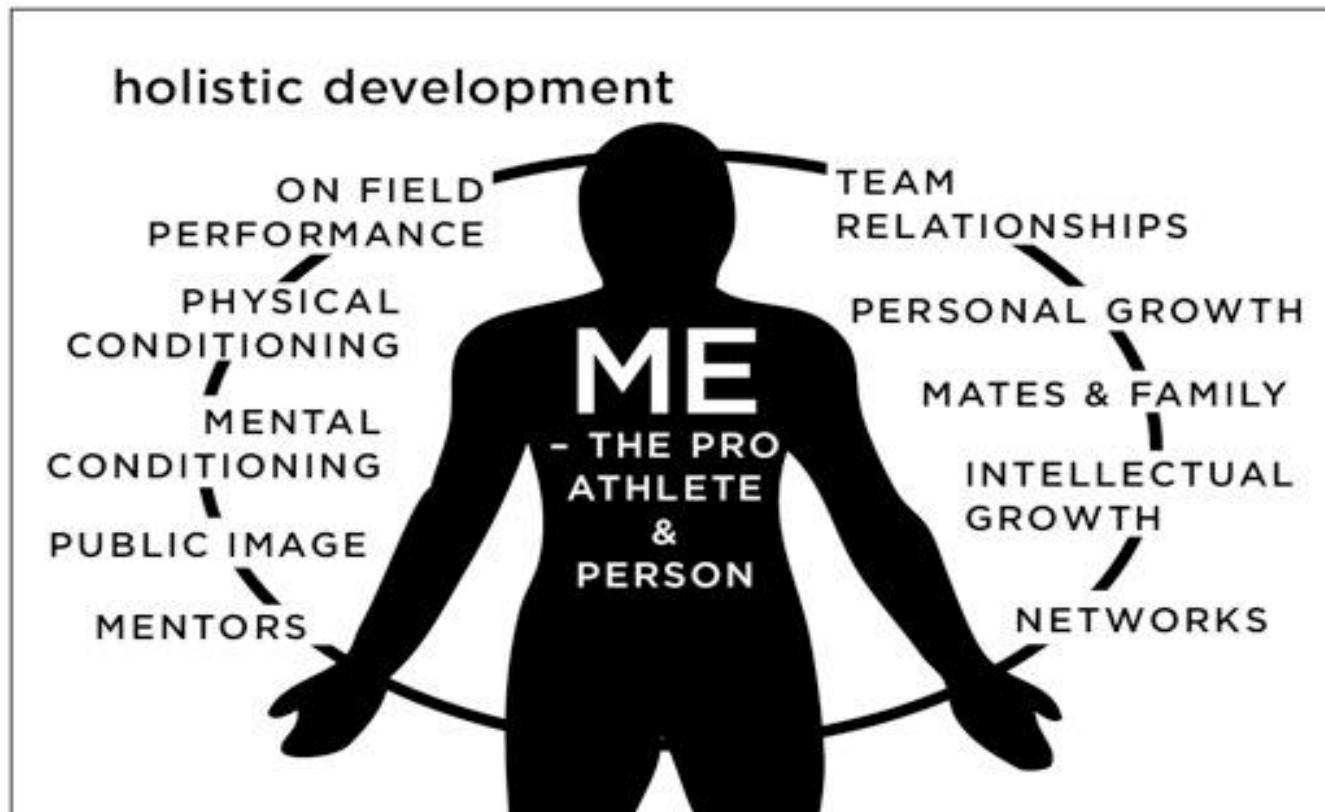 holistic development
ON FIELD
PERFORMANCE
PHYSICAL
CONDITIONING
MENTAL
CONDITIONING
PUBLIC IMAGE
MENTORS
ME
– THE PRO
ATHLETE
&
PERSON
TEAM
RELATIONSHIPS
PERSONAL GROWTH
MATES & FAMILY
INTELLECTUAL
GROWTH
NETWORKS